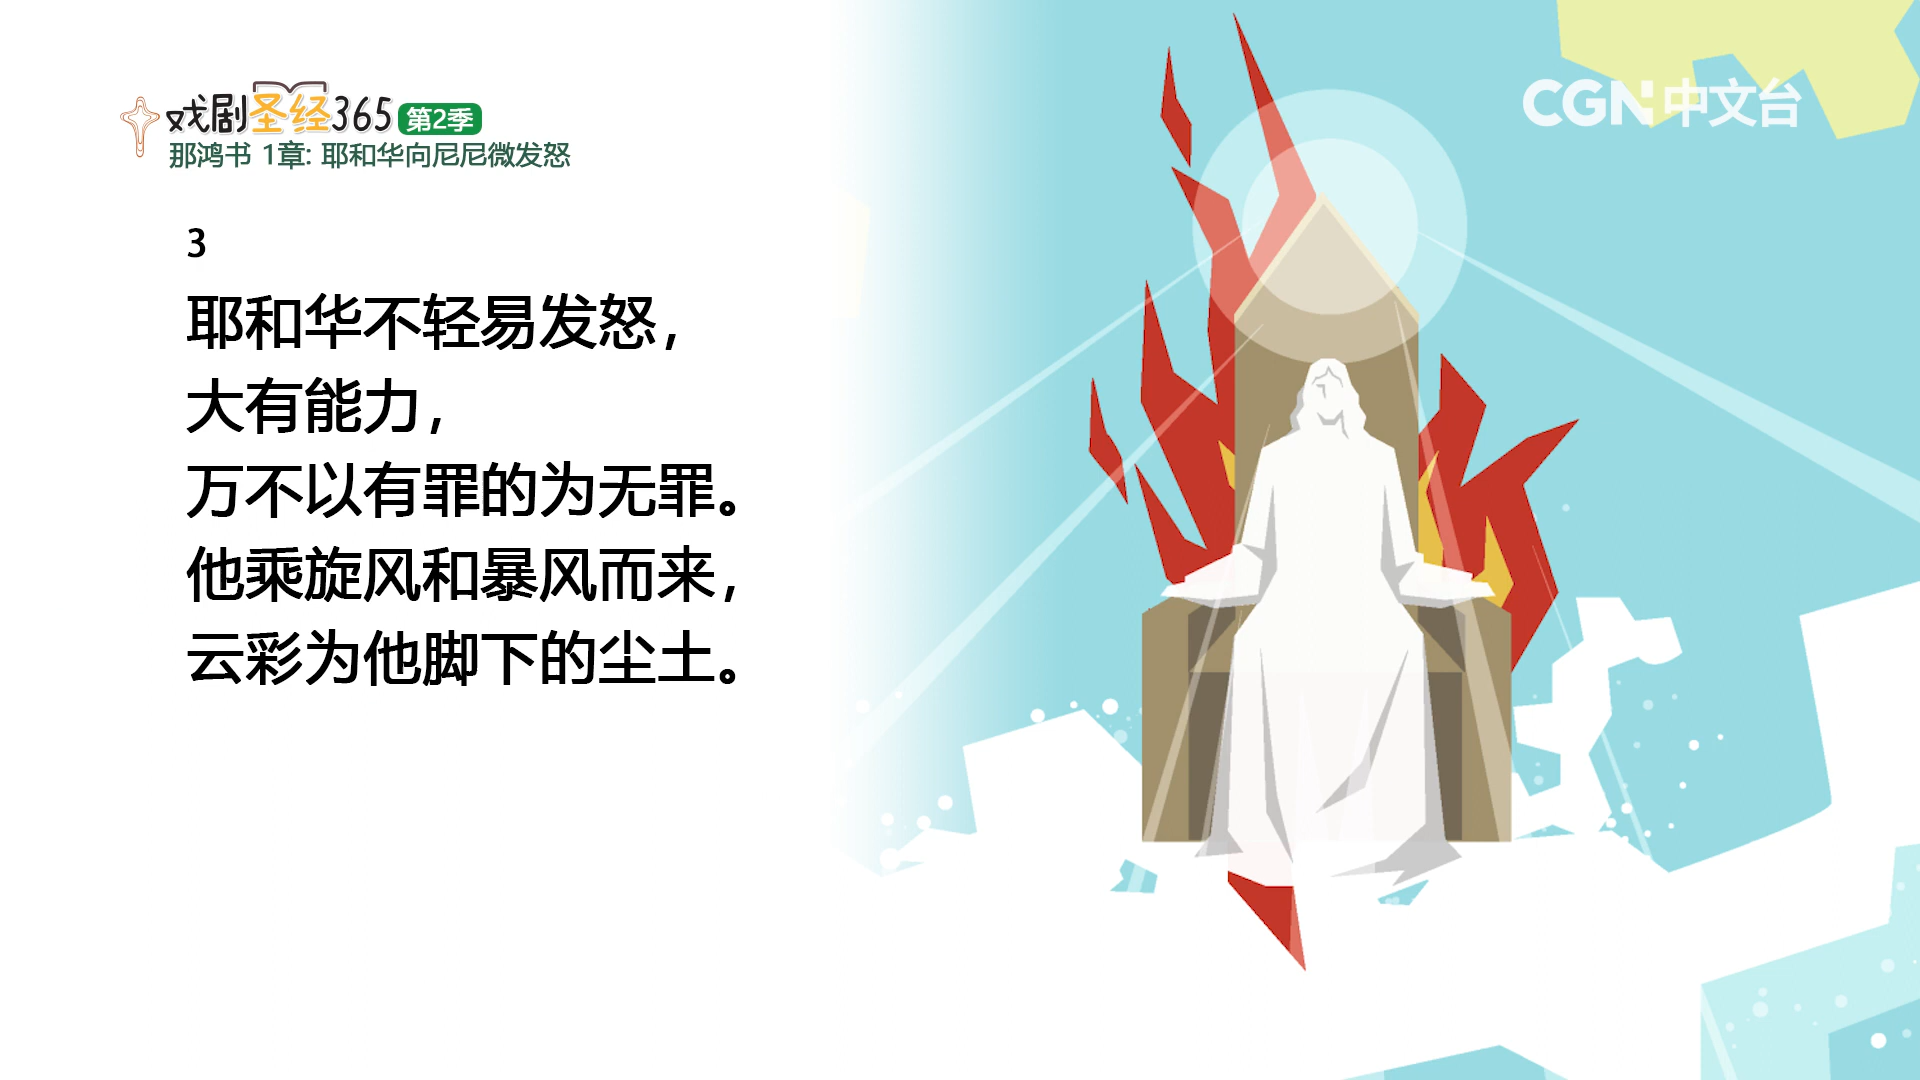 戏剧圣经365 第2季
CGN 中文台
那鸿书 1章: 耶和华向尼尼微发怒
3
耶和华不轻易发怒，
大有能力，
万不以有罪的为无罪。
他乘旋风和暴风而来，
云彩为他脚下的尘土。